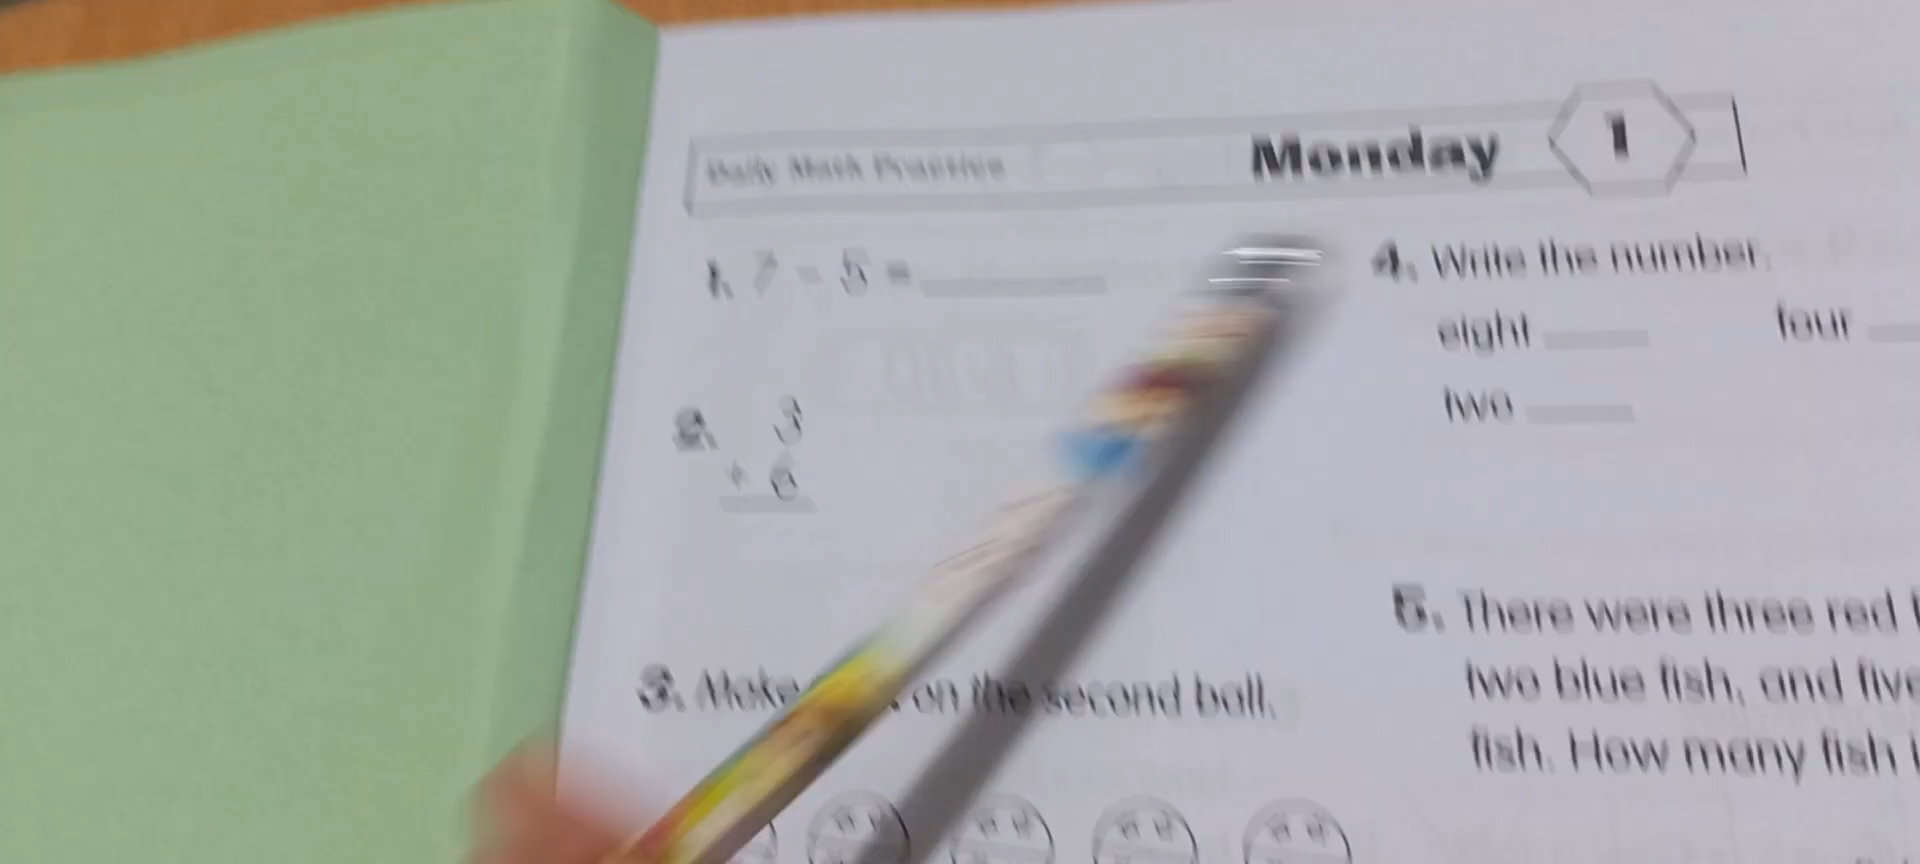 Daily Math Practice
Monday 1
1. 7 - 5 =
2. 3
+ 6
3. Make on the second ball.
4. Write the number.
eight four
two
5. There were three red
two blue fish, and five
fish. How many fish